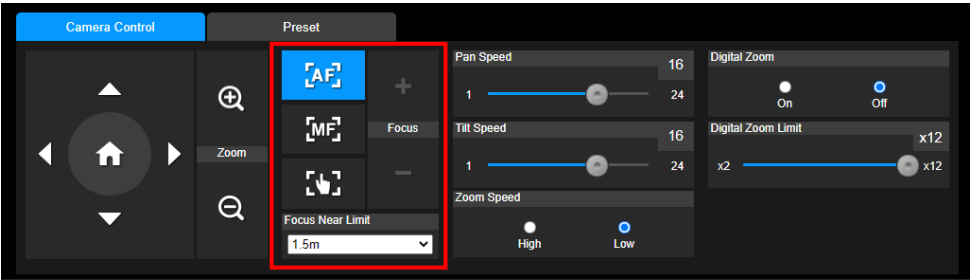 Camera Control
Preset
AF
MF
Focus
Zoom
Focus Near Limit
1.5m
Pan Speed
16
1
24
Tilt Speed
16
1
24
Zoom Speed
High
Low
Digital Zoom
On
Off
Digital Zoom Limit
x12
x2
x12